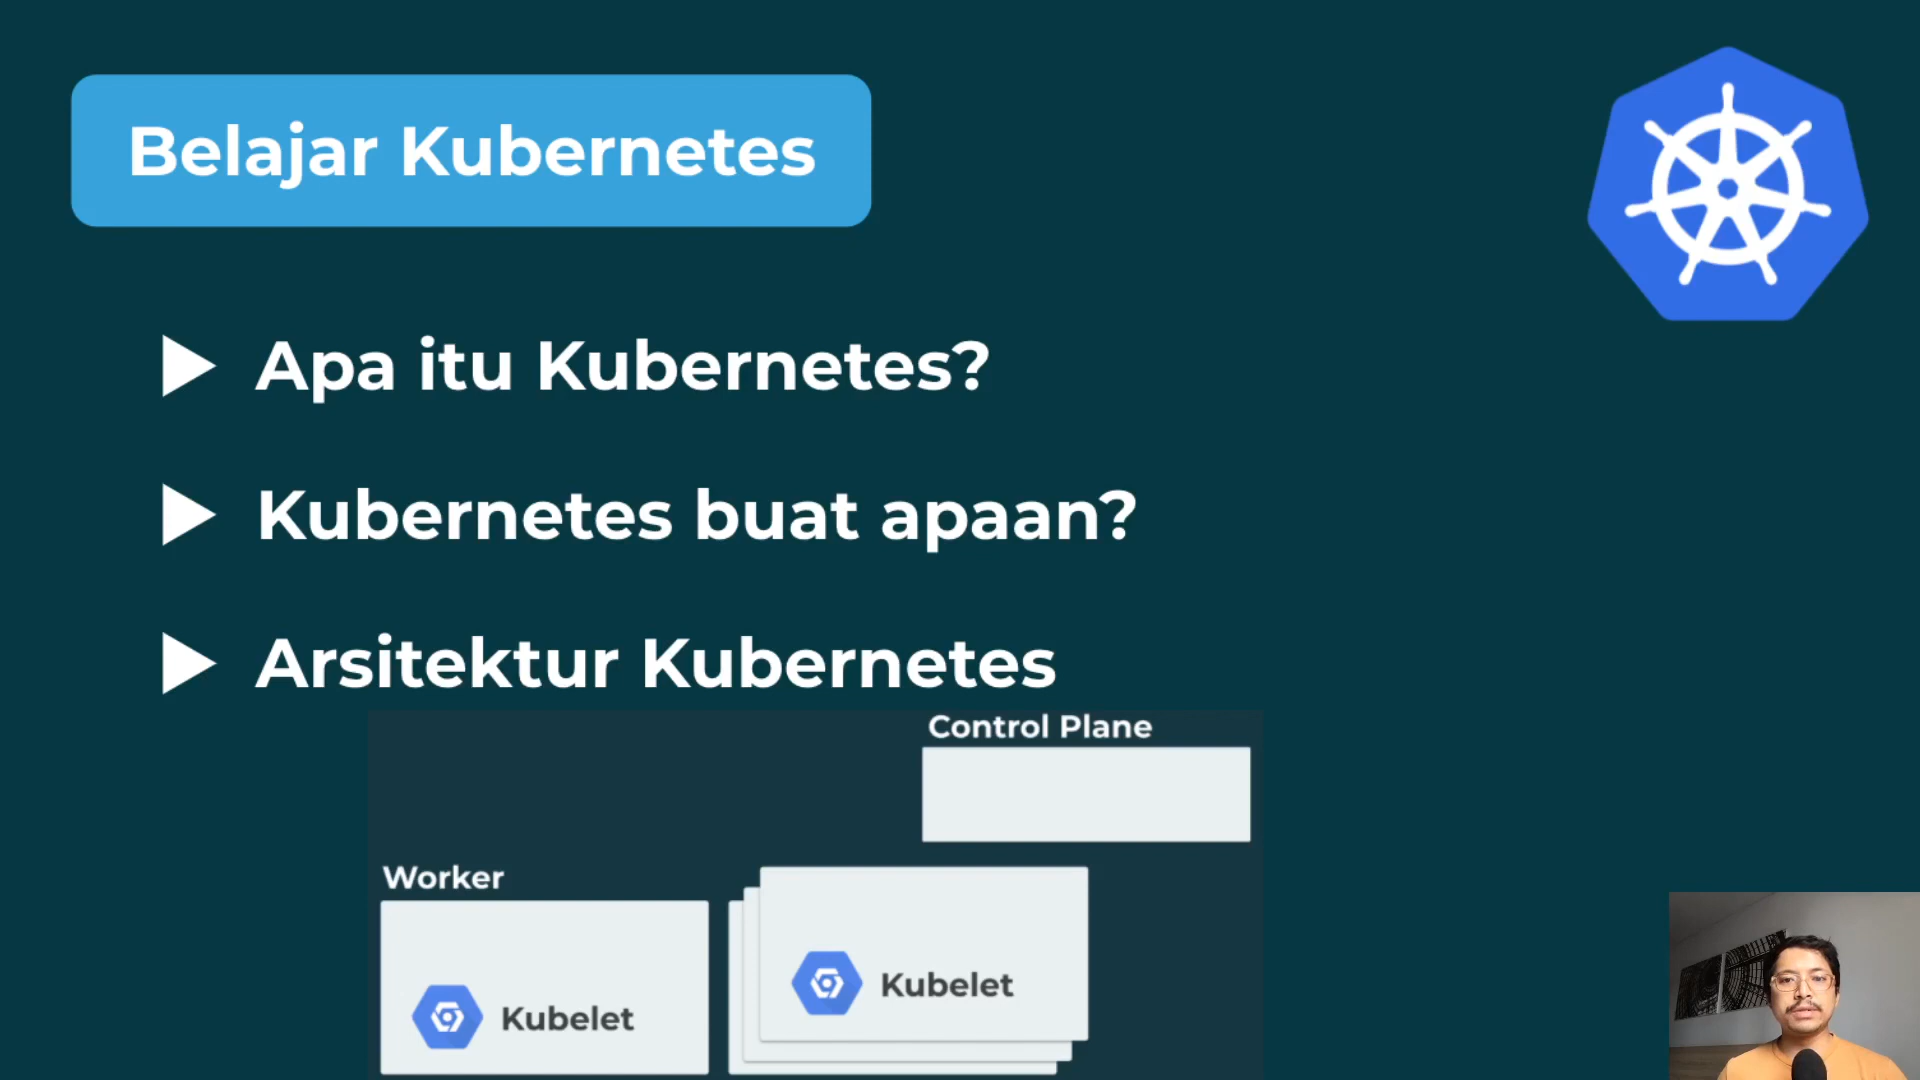 Belajar Kubernetes
Apa itu Kubernetes?
Kubernetes buat apaan?
Arsitektur Kubernetes
Control Plane
Worker
Kubelet
Kubelet